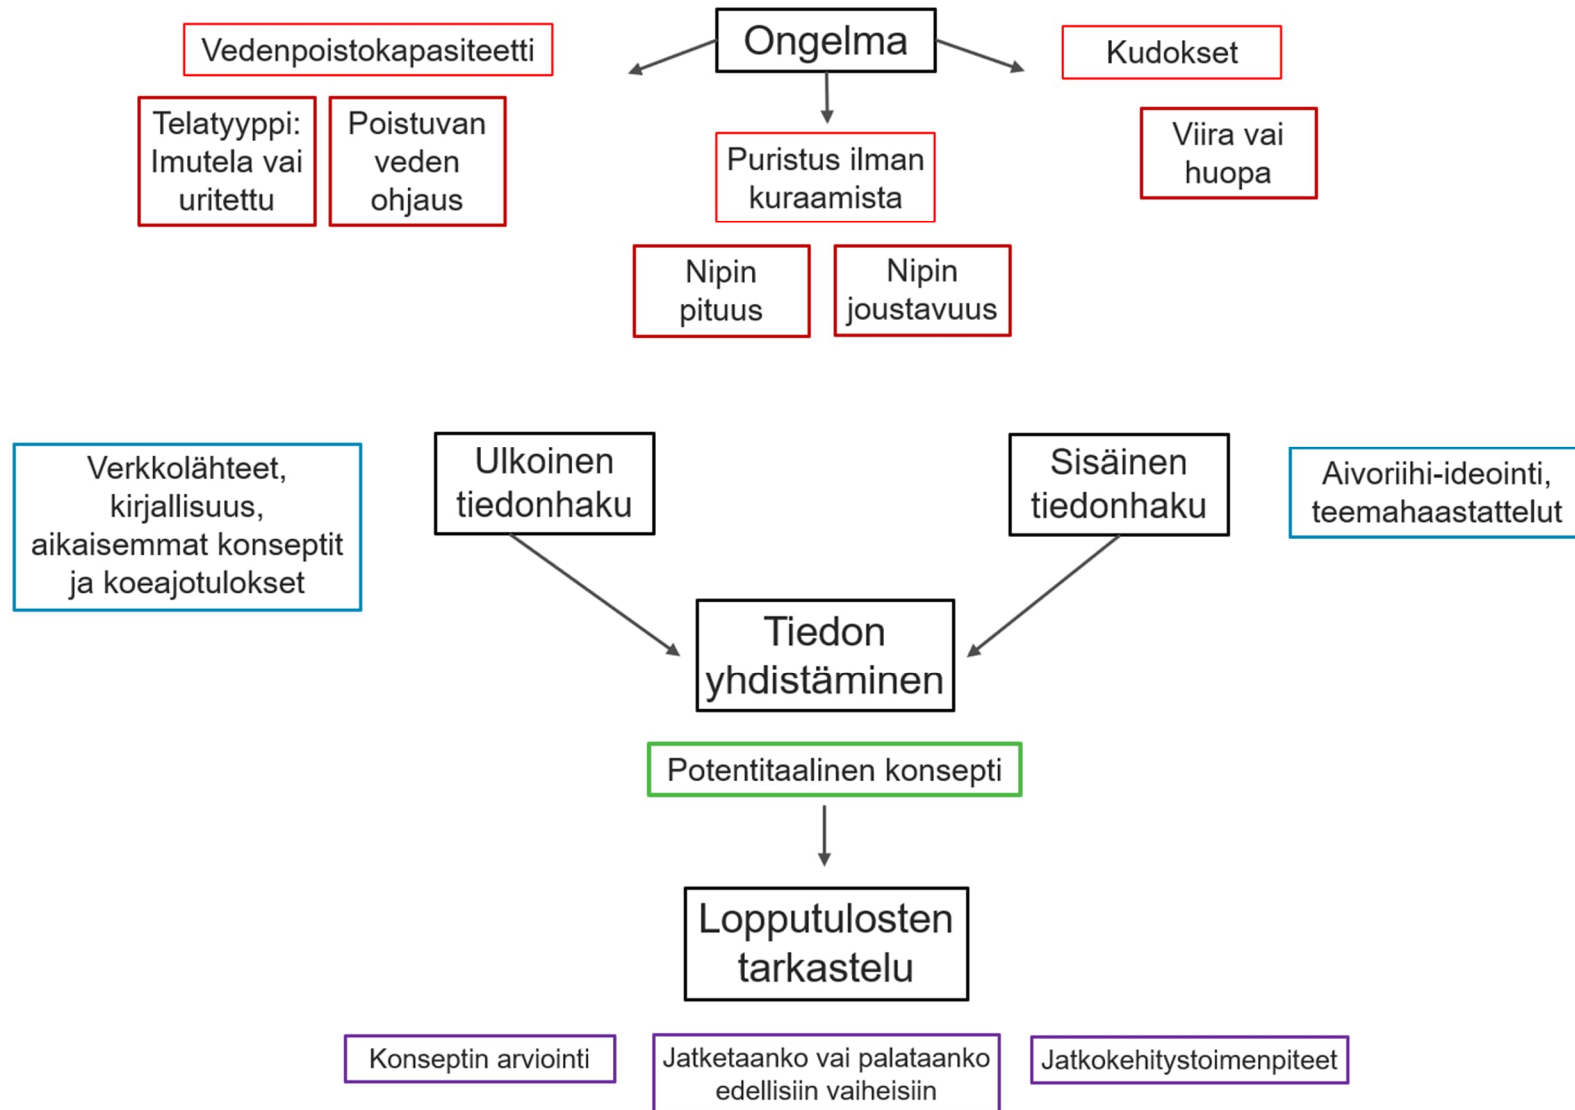 Ongelma
Vedenpoistokapasiteetti
Kudokset
Telatyyppi:
Imutela vai
uritettu
Poistuvan
veden
ohjaus
Puristus ilman
kuraamista
Viira vai
huopa
Nipin
pituus
Nipin
joustavuus
Verkkolähteet,
kirjallisuus,
aikaisemmat konseptit
ja koeajotulokset
Ulkoinen
tiedonhaku
Sisäinen
tiedonhaku
Aivoriihi-ideointi,
teemahaastattelut
Tiedon
yhdistäminen
Potentitaalinen konsepti
Lopputulosten
tarkastelu
Konseptin arviointi
Jatketaanko vai palataanko
edellisiin vaiheisiin
Jatkokehitystoimenpiteet